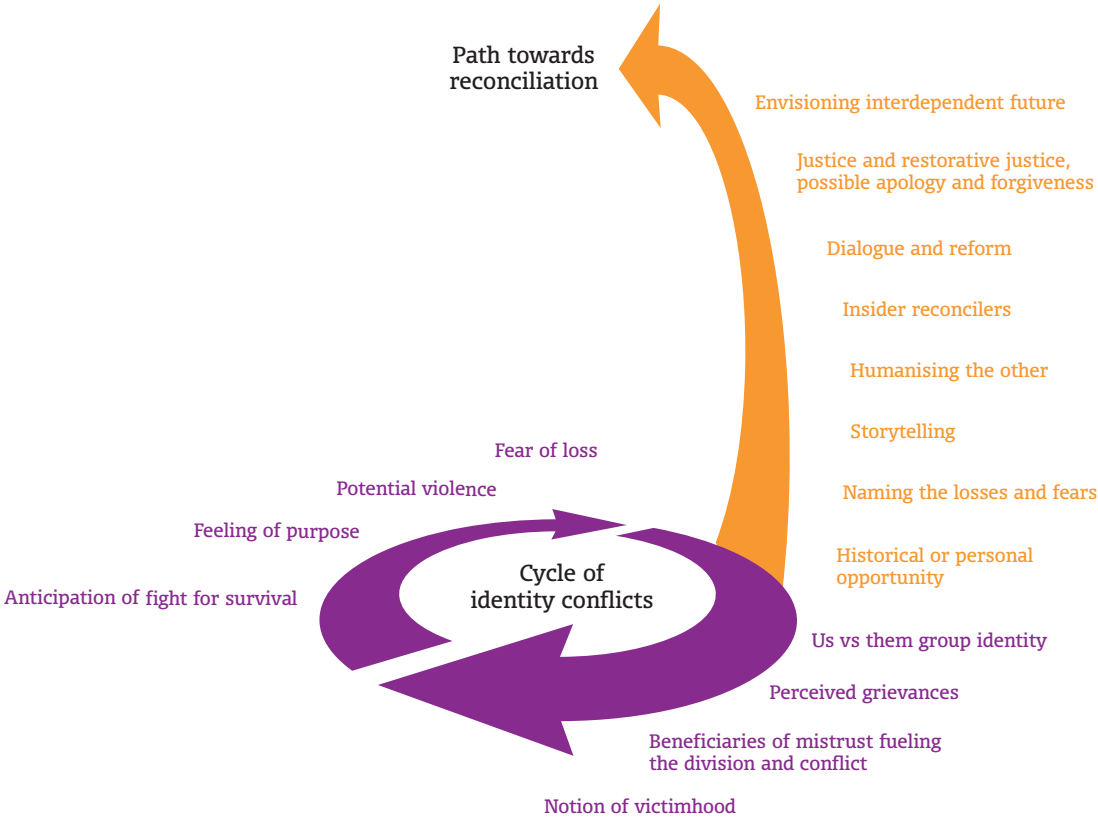 Path towards
reconciliation
Envisioning interdependent future
Justice and restorative justice,
possible apology and forgiveness
Dialogue and reform
Insider reconcilers
Humanising the other
Storytelling
Naming the losses and fears
Historical or personal
opportunity
Fear of loss
Potential violence
Feeling of purpose
Anticipation of fight for survival
Cycle of
identity conflicts
Us vs them group identity
Perceived grievances
Beneficiaries of mistrust fueling
the division and conflict
Notion of victimhood